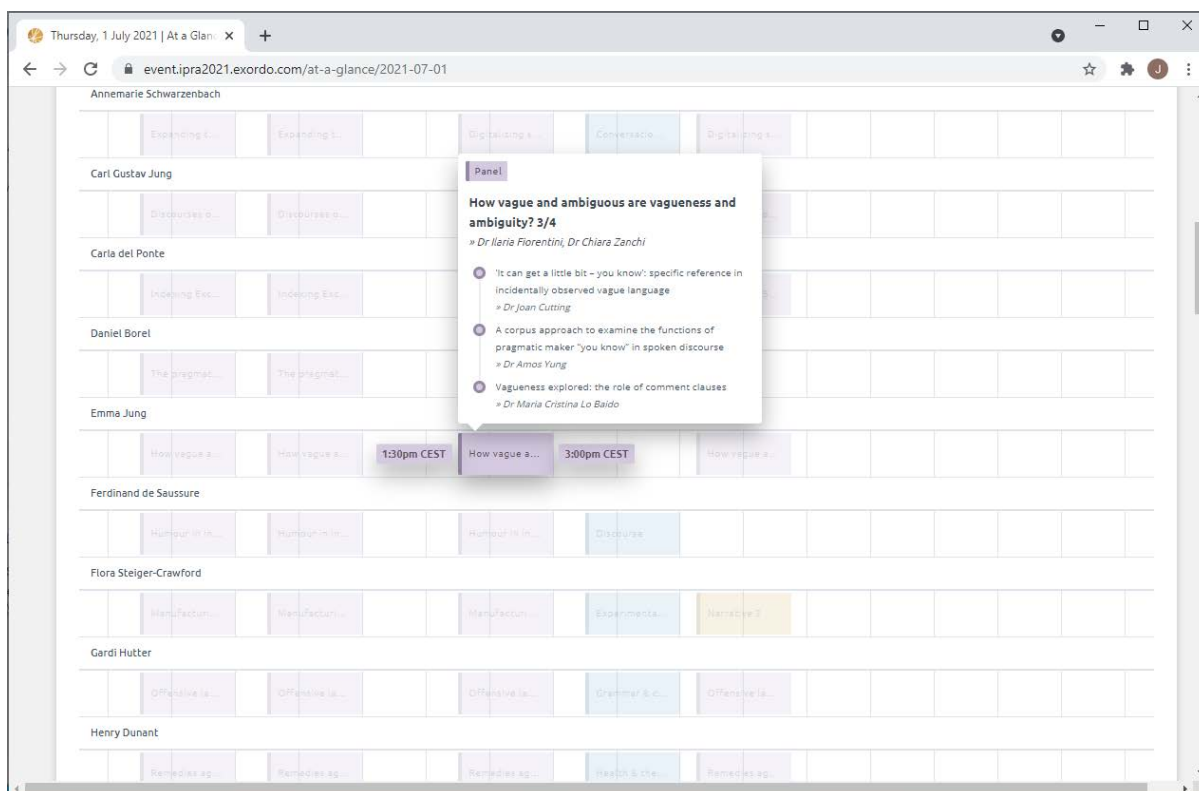 Thursday, 1 July 2021 | At a Glan
event.ipra2021.exordo.com/at-a-glance/2021-07-01
J
Annemarie Schwarzenbach
Expanding t... Expanding t... Digitalizing s... Conversacio... Digitalizing s...
Carl Gustav Jung
Panel
How vague and ambiguous are vagueness and
ambiguity? 3/4
» Dr Ilaria Fiorentini, Dr Chiara Zanchi
'It can get a little bit – you know': specific reference in
incidentally observed vague language
» Dr Joan Cutting
A corpus approach to examine the functions of
pragmatic maker "you know" in spoken discourse
» Dr Amos Yung
Vagueness explored: the role of comment clauses
» Dr Maria Cristina Lo Baido
Discourses o... Discourses o...
Carla del Ponte
Indexing Exc... Indexing Exc...
Daniel Borel
The pragmat... The pragmat...
Emma Jung
How vague a... How vague a... 1:30pm CEST How vague a... 3:00pm CEST How vague a...
Ferdinand de Saussure
Humour in in... Humour in in... Humour in in... Discourse
Flora Steiger-Crawford
Manufacturi... Manufacturi... Manufacturi... Experimenta... Narrative
Gardi Hutter
Offensive la... Offensive la... Offensive la... Grammar & c... Offensive la...
Henry Dunant
Remedies ag... Remedies ag... Remedies ag... Health & the... Remedies ag...